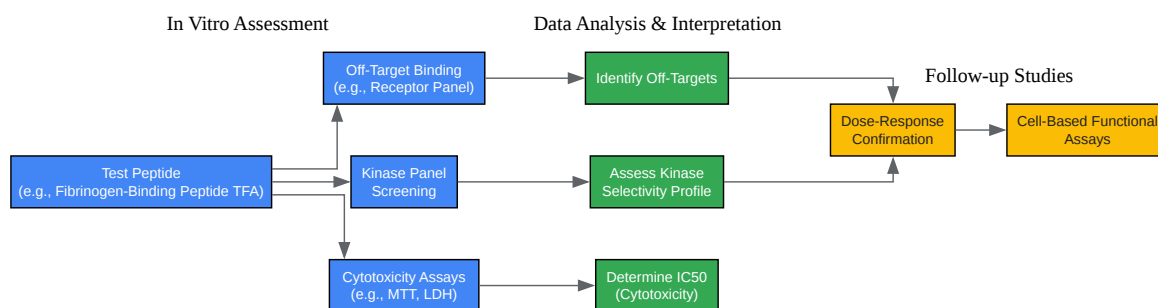 In Vitro Assessment
Data Analysis & Interpretation
Follow-up Studies
Off-Target Binding
(e.g., Receptor Panel)
Identify Off-Targets
Dose-Response
Confirmation
Cell-Based Functional
Assays
Test Peptide
(e.g., Fibrinogen-Binding Peptide TFA)
Kinase Panel
Screening
Assess Kinase
Selectivity Profile
Cytotoxicity Assays
(e.g., MTT, LDH)
Determine IC50
(Cytotoxicity)